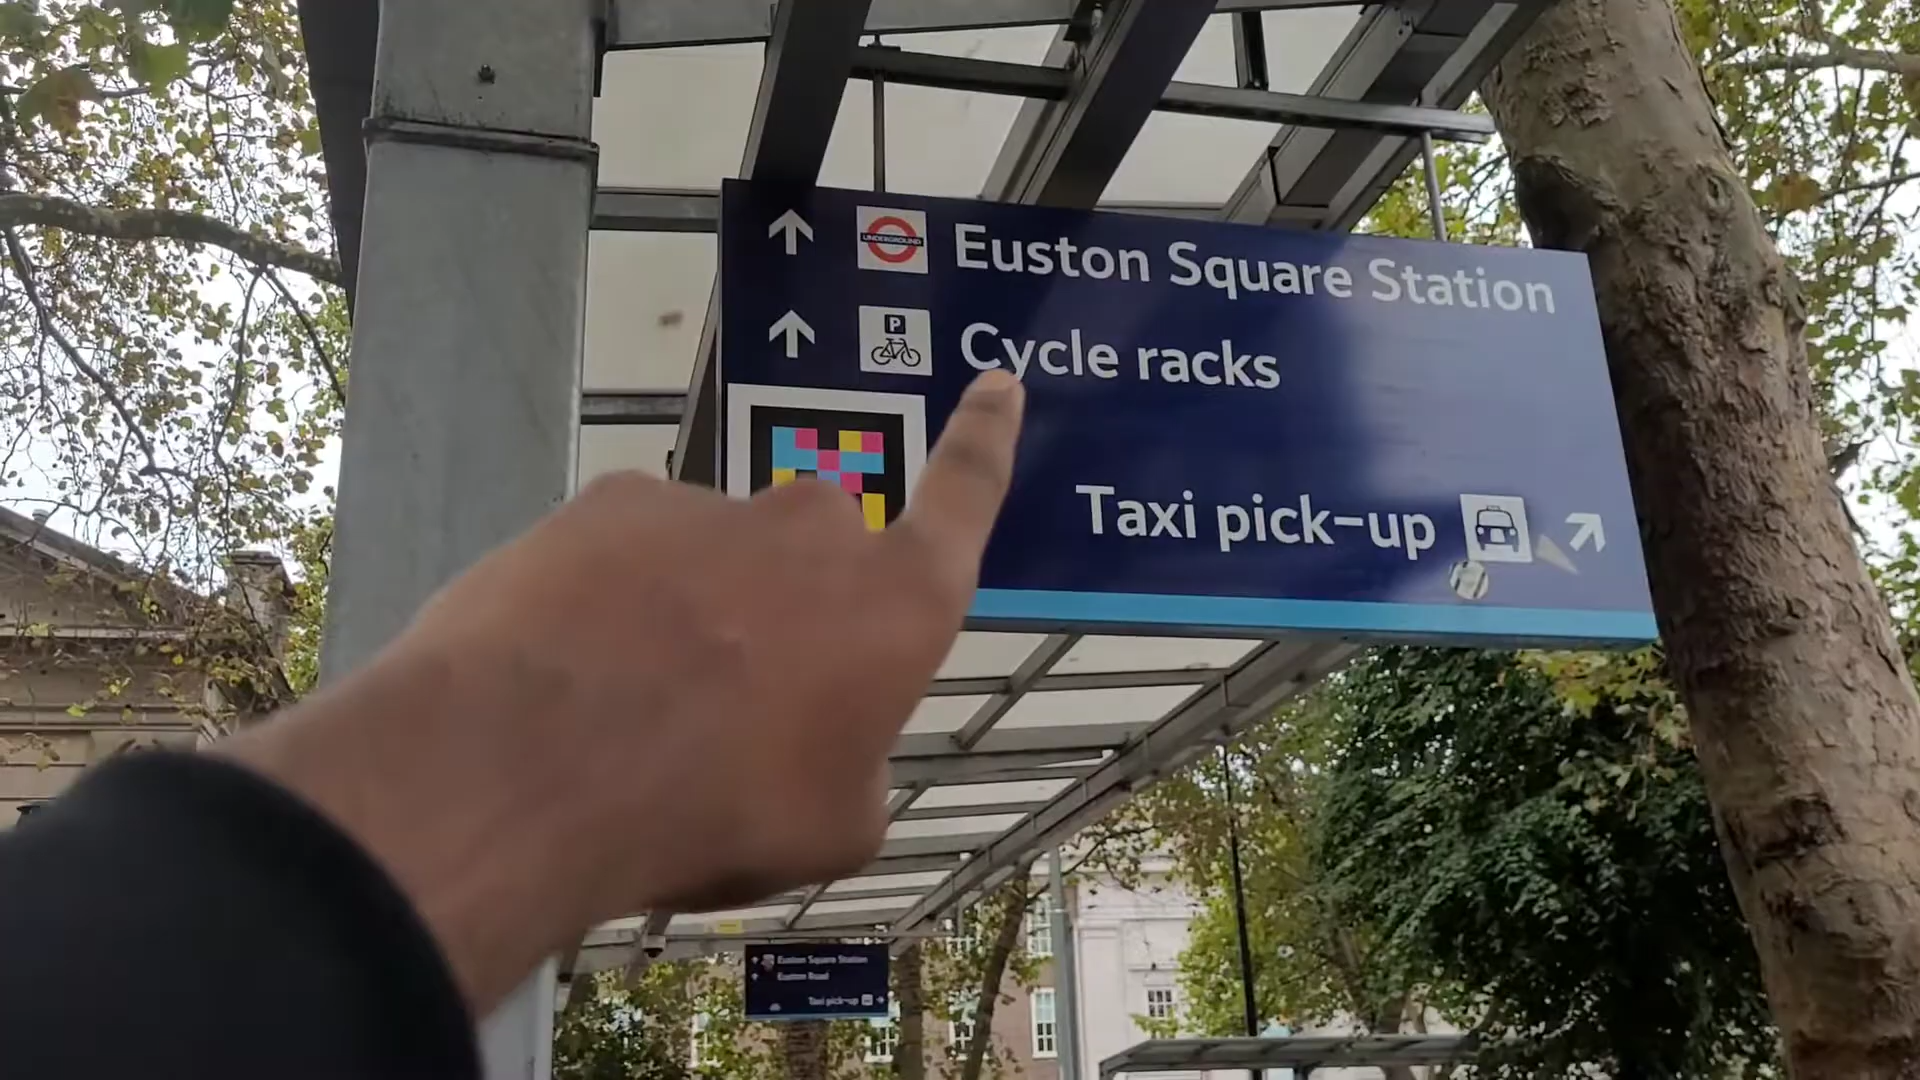 UNDERGROUND
Euston Square Station
P
Cycle racks
Taxi pick-up
Euston Square Station
Euston Road
Taxi pick-up